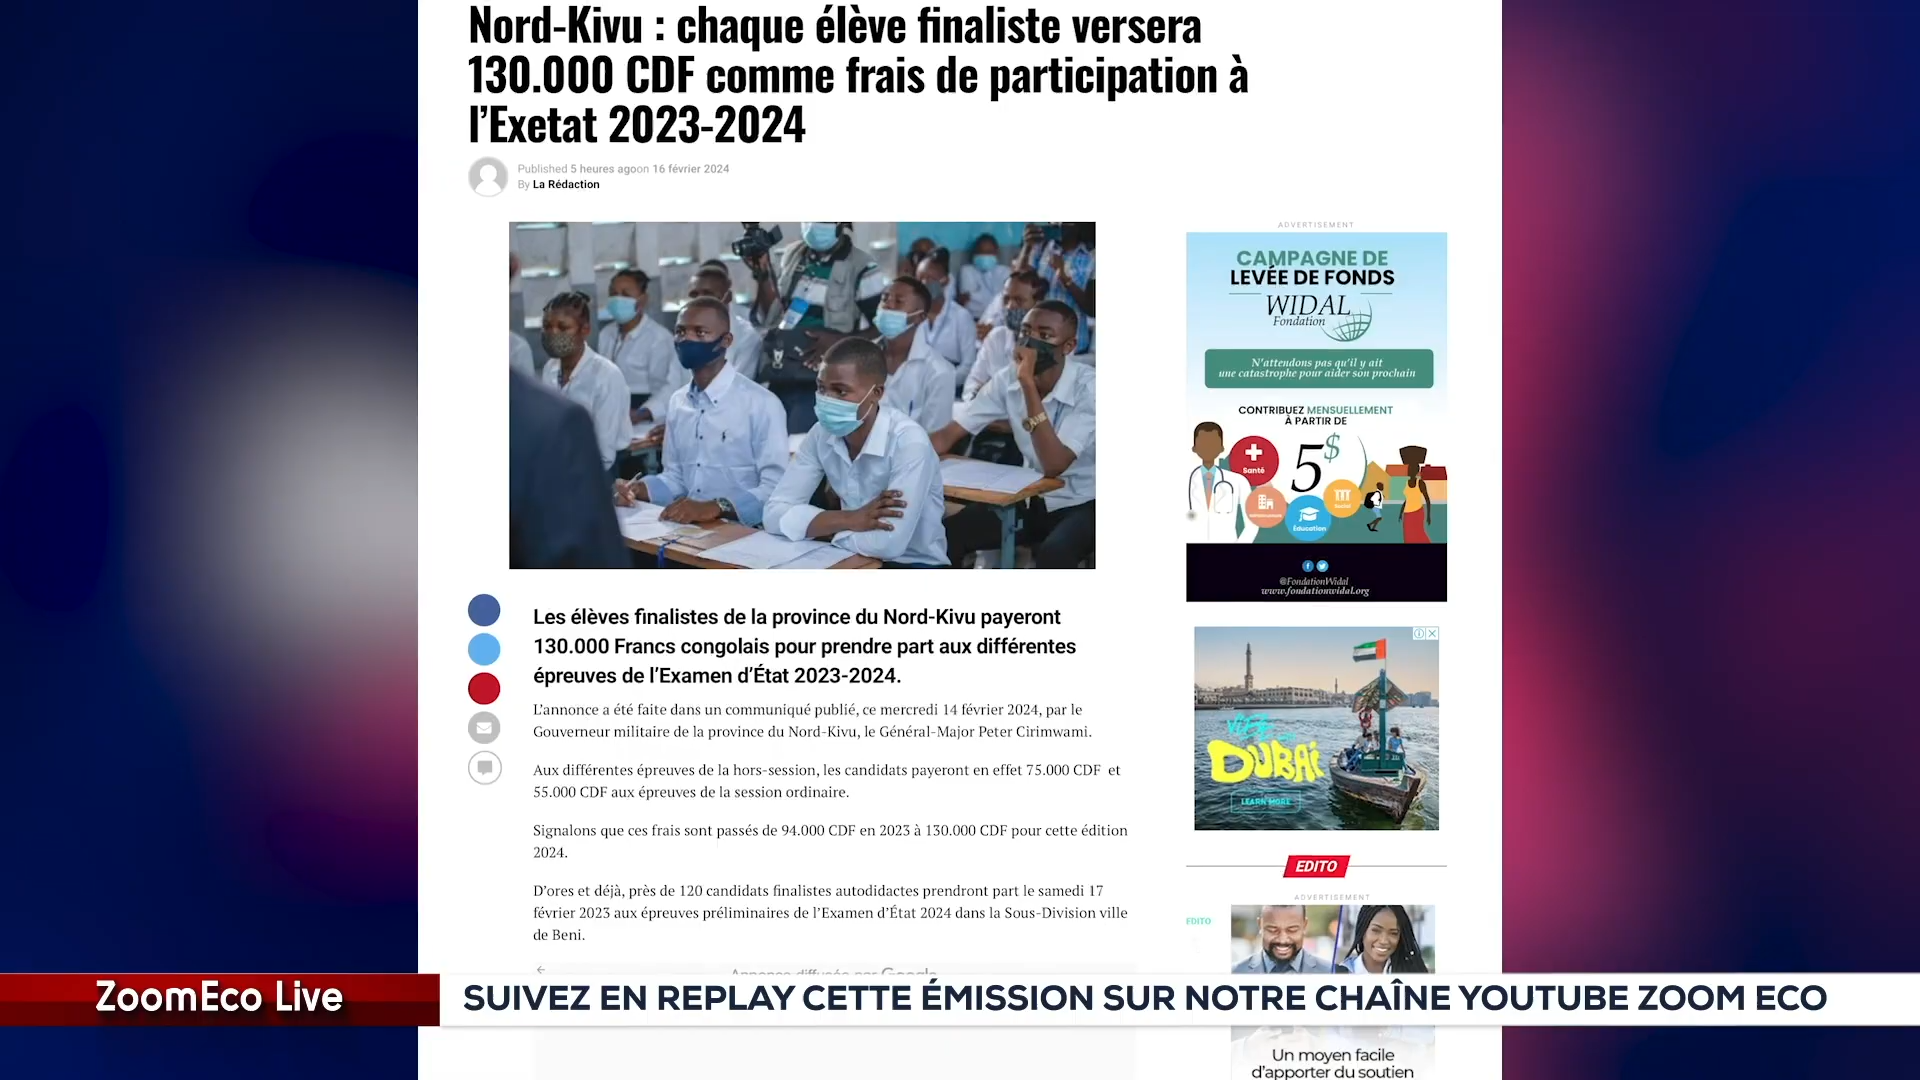 Nord-Kivu : chaque élève finaliste versera
130.000 CDF comme frais de participation à
l’Exetat 2023-2024
Published 5 heures agoon 16 février 2024
By La Rédaction
ADVERTISEMENT
CAMPAGNE DE
LEVÉE DE FONDS
WIDAL
Fondation
N'attendons pas qu'il y ait
une catastrophe pour aider son prochain
CONTRIBUEZ MENSUELLEMENT
À PARTIR DE
5$
Santé
Social
Éducation
@FondationWidal
www.fondationwidal.org
Les élèves finalistes de la province du Nord-Kivu payeront
130.000 Francs congolais pour prendre part aux différentes
épreuves de l’Examen d’État 2023-2024.
L’annonce a été faite dans un communiqué publié, ce mercredi 14 février 2024, par le
Gouverneur militaire de la province du Nord-Kivu, le Général-Major Peter Cirimwami.
Aux différentes épreuves de la hors-session, les candidats payeront en effet 75.000 CDF et
55.000 CDF aux épreuves de la session ordinaire.
Signalons que ces frais sont passés de 94.000 CDF en 2023 à 130.000 CDF pour cette édition
2024.
D’ores et déjà, près de 120 candidats finalistes autodidactes prendront part le samedi 17
février 2023 aux épreuves préliminaires de l’Examen d’État 2024 dans la Sous-Division ville
de Beni.
DUBAI
LEARN MORE
EDITO
ADVERTISEMENT
EDITO
Annonces diffusées par Google
ZoomEco Live
SUIVEZ EN REPLAY CETTE ÉMISSION SUR NOTRE CHAÎNE YOUTUBE ZOOM ECO
Un moyen facile
d’apporter du soutien